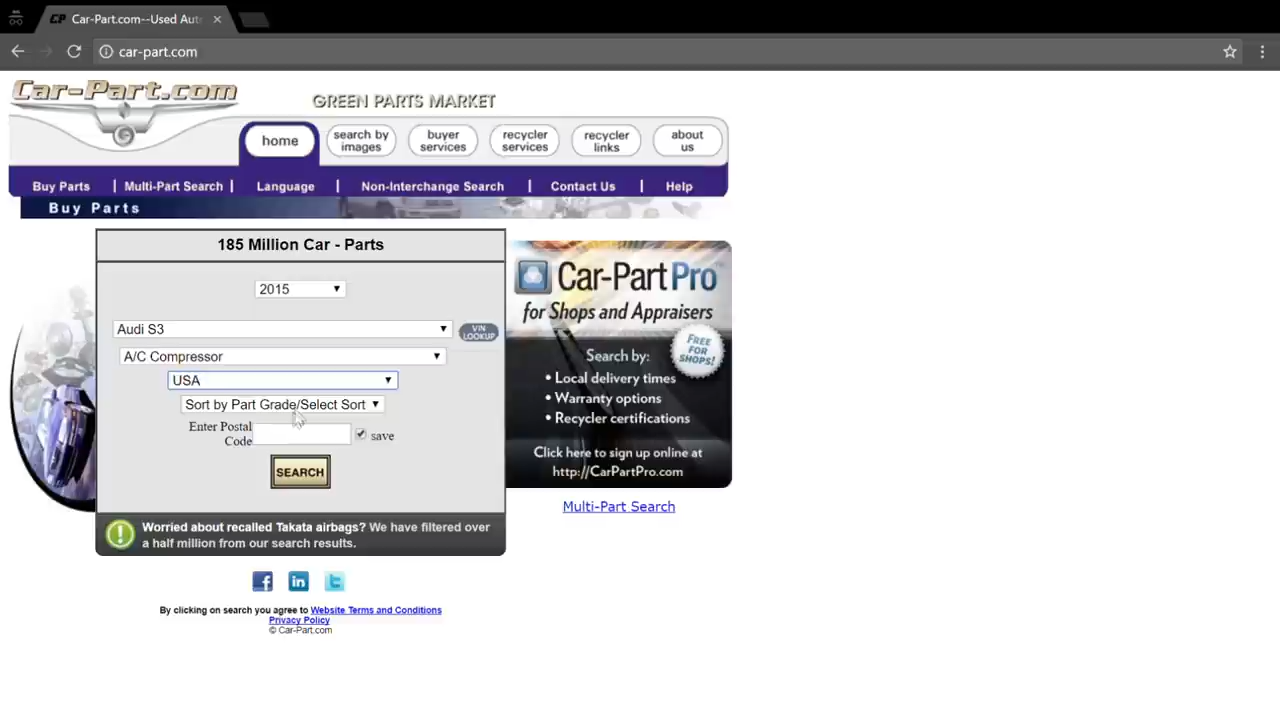 Car-Part.com--Used Aut
car-part.com
Car-Part.com
GREEN PARTS MARKET
home
search by images
buyer services
recycler services
recycler links
about us
Buy Parts | Multi-Part Search | Language | Non-Interchange Search | Contact Us | Help
Buy Parts
185 Million Car - Parts
2015
Audi S3
VIN LOOKUP
A/C Compressor
USA
Sort by Part Grade/Select Sort
Enter Postal
Code
save
SEARCH
Worried about recalled Takata airbags? We have filtered over
a half million from our search results.
Car-PartPro™
for Shops and Appraisers
FREE
FOR
SHOPS!
Search by:
• Local delivery times
• Warranty options
• Recycler certifications
Click here to sign up online at
http://CarPartPro.com
Multi-Part Search
By clicking on search you agree to Website Terms and Conditions
Privacy Policy
© Car-Part.com